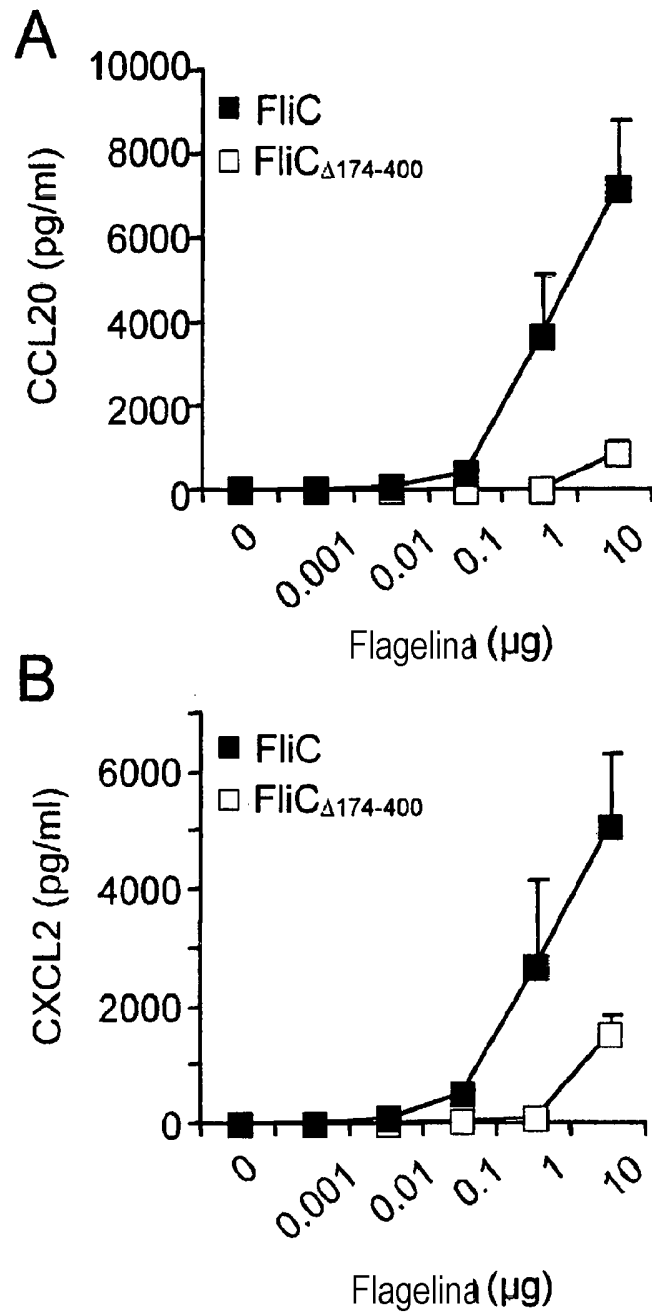 A
CCL20 (pg/ml)
10000
8000
6000
4000
2000
0
FliC
FliCΔ174-400
0 0.001 0.01 0.1 1 10
Flagelina (µg)
B
CXCL2 (pg/ml)
6000
4000
2000
0
FliC
FliCΔ174-400
0 0.001 0.01 0.1 1 10
Flagelina (µg)